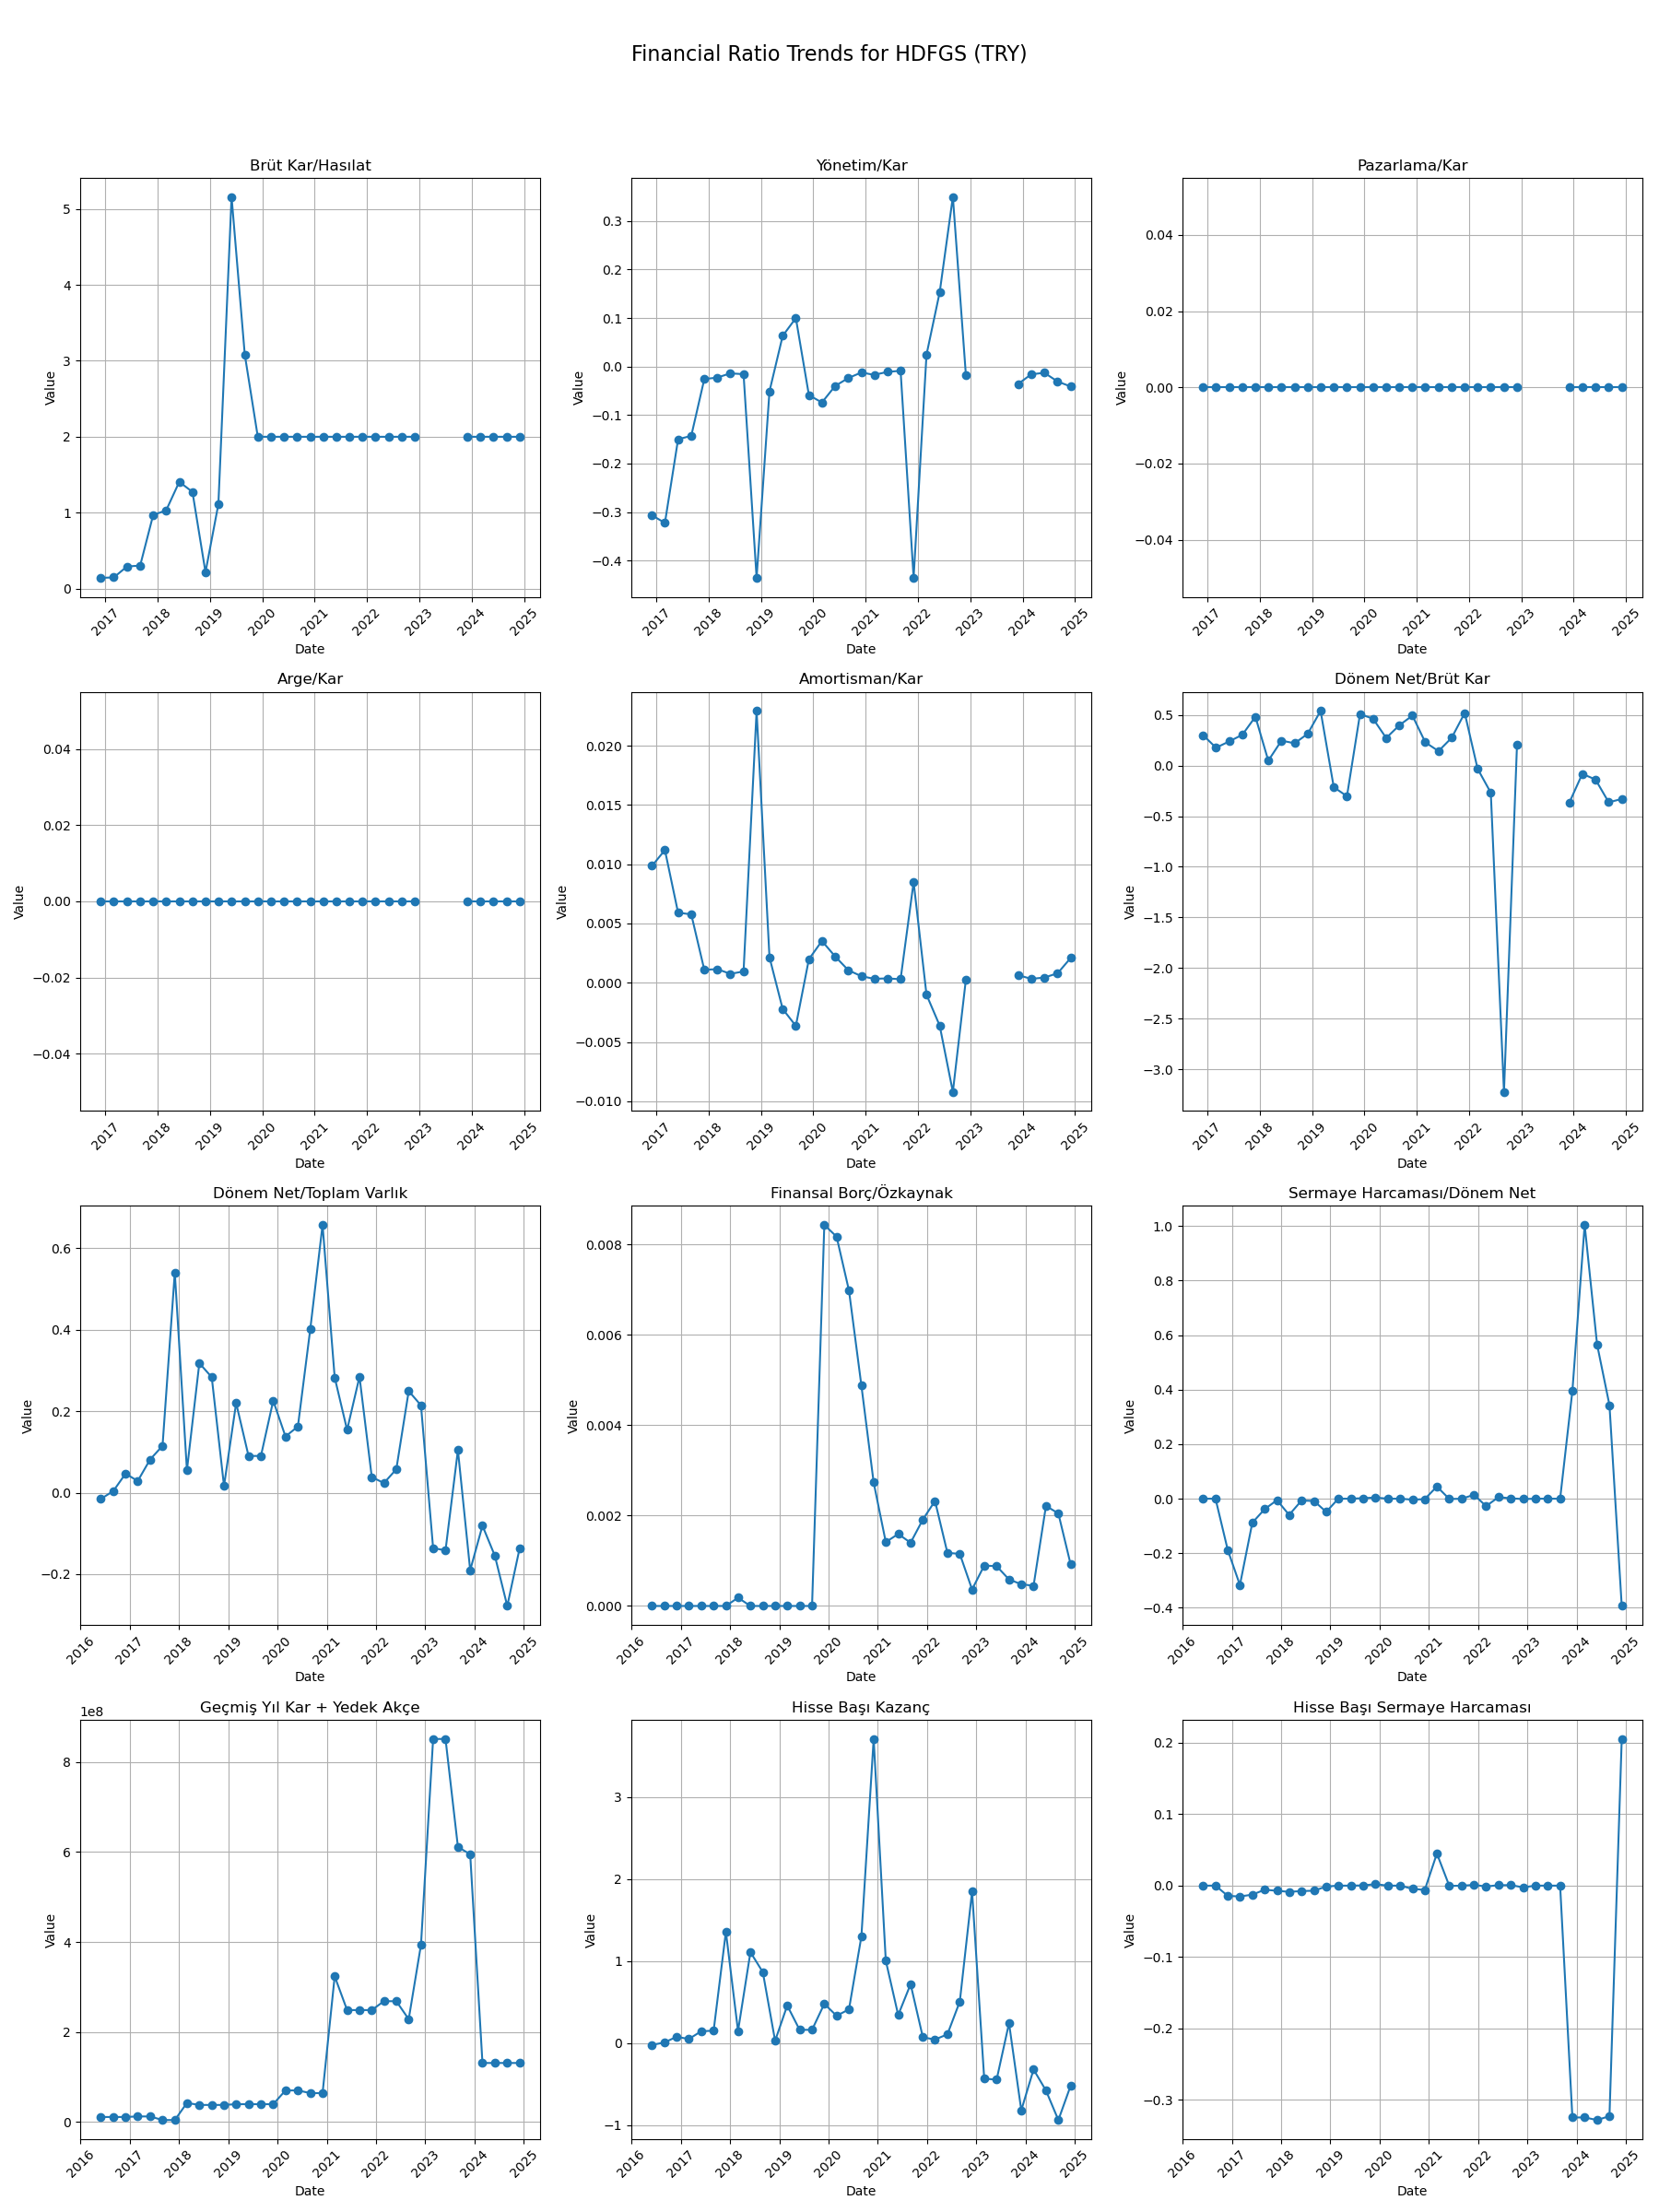 Financial Ratio Trends for HDFGS (TRY)
Brüt Kar/Hasılat
Value
5
4
3
2
1
0
2017 2018 2019 2020 2021 2022 2023 2024 2025
Date
Yönetim/Kar
Value
0.3
0.2
0.1
0.0
−0.1
−0.2
−0.3
−0.4
2017 2018 2019 2020 2021 2022 2023 2024 2025
Date
Pazarlama/Kar
Value
0.04
0.02
0.00
−0.02
−0.04
2017 2018 2019 2020 2021 2022 2023 2024 2025
Date
Arge/Kar
Value
0.04
0.02
0.00
−0.02
−0.04
2017 2018 2019 2020 2021 2022 2023 2024 2025
Date
Amortisman/Kar
Value
0.020
0.015
0.010
0.005
0.000
−0.005
−0.010
2017 2018 2019 2020 2021 2022 2023 2024 2025
Date
Dönem Net/Brüt Kar
Value
0.5
0.0
−0.5
−1.0
−1.5
−2.0
−2.5
−3.0
2017 2018 2019 2020 2021 2022 2023 2024 2025
Date
Dönem Net/Toplam Varlık
Value
0.6
0.4
0.2
0.0
−0.2
2016 2017 2018 2019 2020 2021 2022 2023 2024 2025
Date
Finansal Borç/Özkaynak
Value
0.008
0.006
0.004
0.002
0.000
2016 2017 2018 2019 2020 2021 2022 2023 2024 2025
Date
Sermaye Harcaması/Dönem Net
Value
1.0
0.8
0.6
0.4
0.2
0.0
−0.2
−0.4
2016 2017 2018 2019 2020 2021 2022 2023 2024 2025
Date
Geçmiş Yıl Kar + Yedek Akçe
1e8
Value
8
6
4
2
0
2016 2017 2018 2019 2020 2021 2022 2023 2024 2025
Date
Hisse Başı Kazanç
Value
3
2
1
0
−1
2016 2017 2018 2019 2020 2021 2022 2023 2024 2025
Date
Hisse Başı Sermaye Harcaması
Value
0.2
0.1
0.0
−0.1
−0.2
−0.3
2016 2017 2018 2019 2020 2021 2022 2023 2024 2025
Date